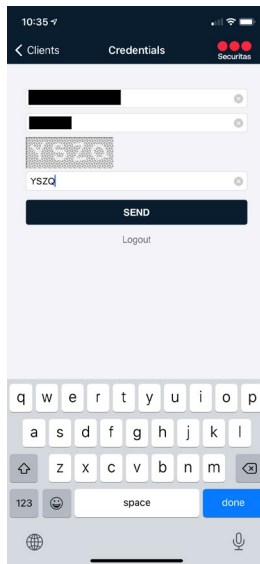 10:35
Clients
Credentials
Securitas
YSZQ
YSZQ
SEND
Logout
q w e r t y u i o p
a s d f g h j k l
z x c v b n m
123 space done